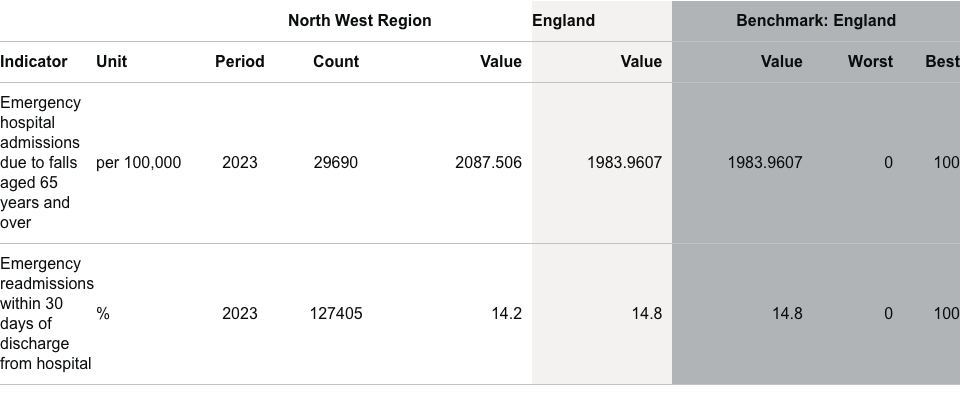 North West Region England Benchmark: England
Indicator Unit Period Count Value Value Value Worst Best
Emergency
hospital
admissions
due to falls per 100,000 2023 29690 2087.506 1983.9607 1983.9607 0 100
aged 65
years and
over
Emergency
readmissions
within 30
days of % 2023 127405 14.2 14.8 14.8 0 100
discharge
from hospital